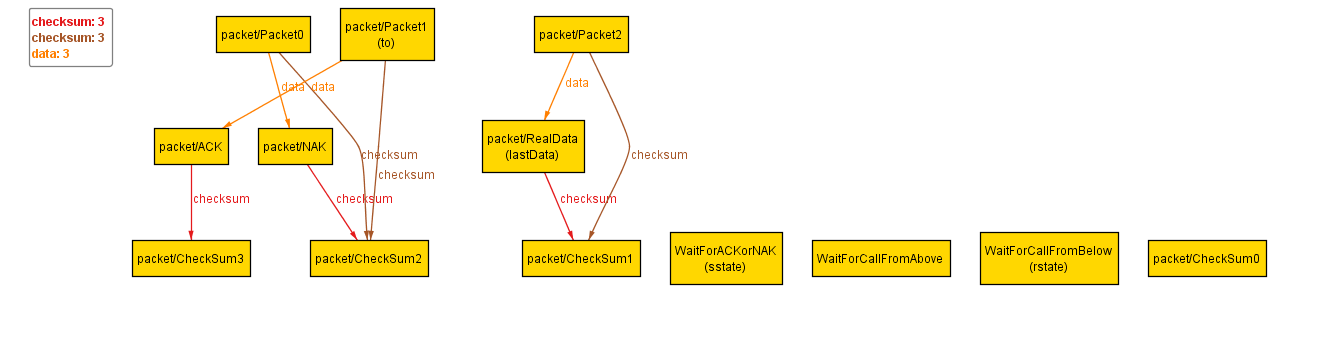 checksum: 3
checksum: 3
data: 3
packet/Packet0
packet/Packet1
(to)
packet/Packet2
data
data
data
packet/ACK
packet/NAK
packet/RealData
(lastData)
checksum
checksum
checksum
checksum
checksum
checksum
packet/CheckSum3
packet/CheckSum2
packet/CheckSum1
WaitForACKorNAK
(sstate)
WaitForCallFromAbove
WaitForCallFromBelow
(rstate)
packet/CheckSum0